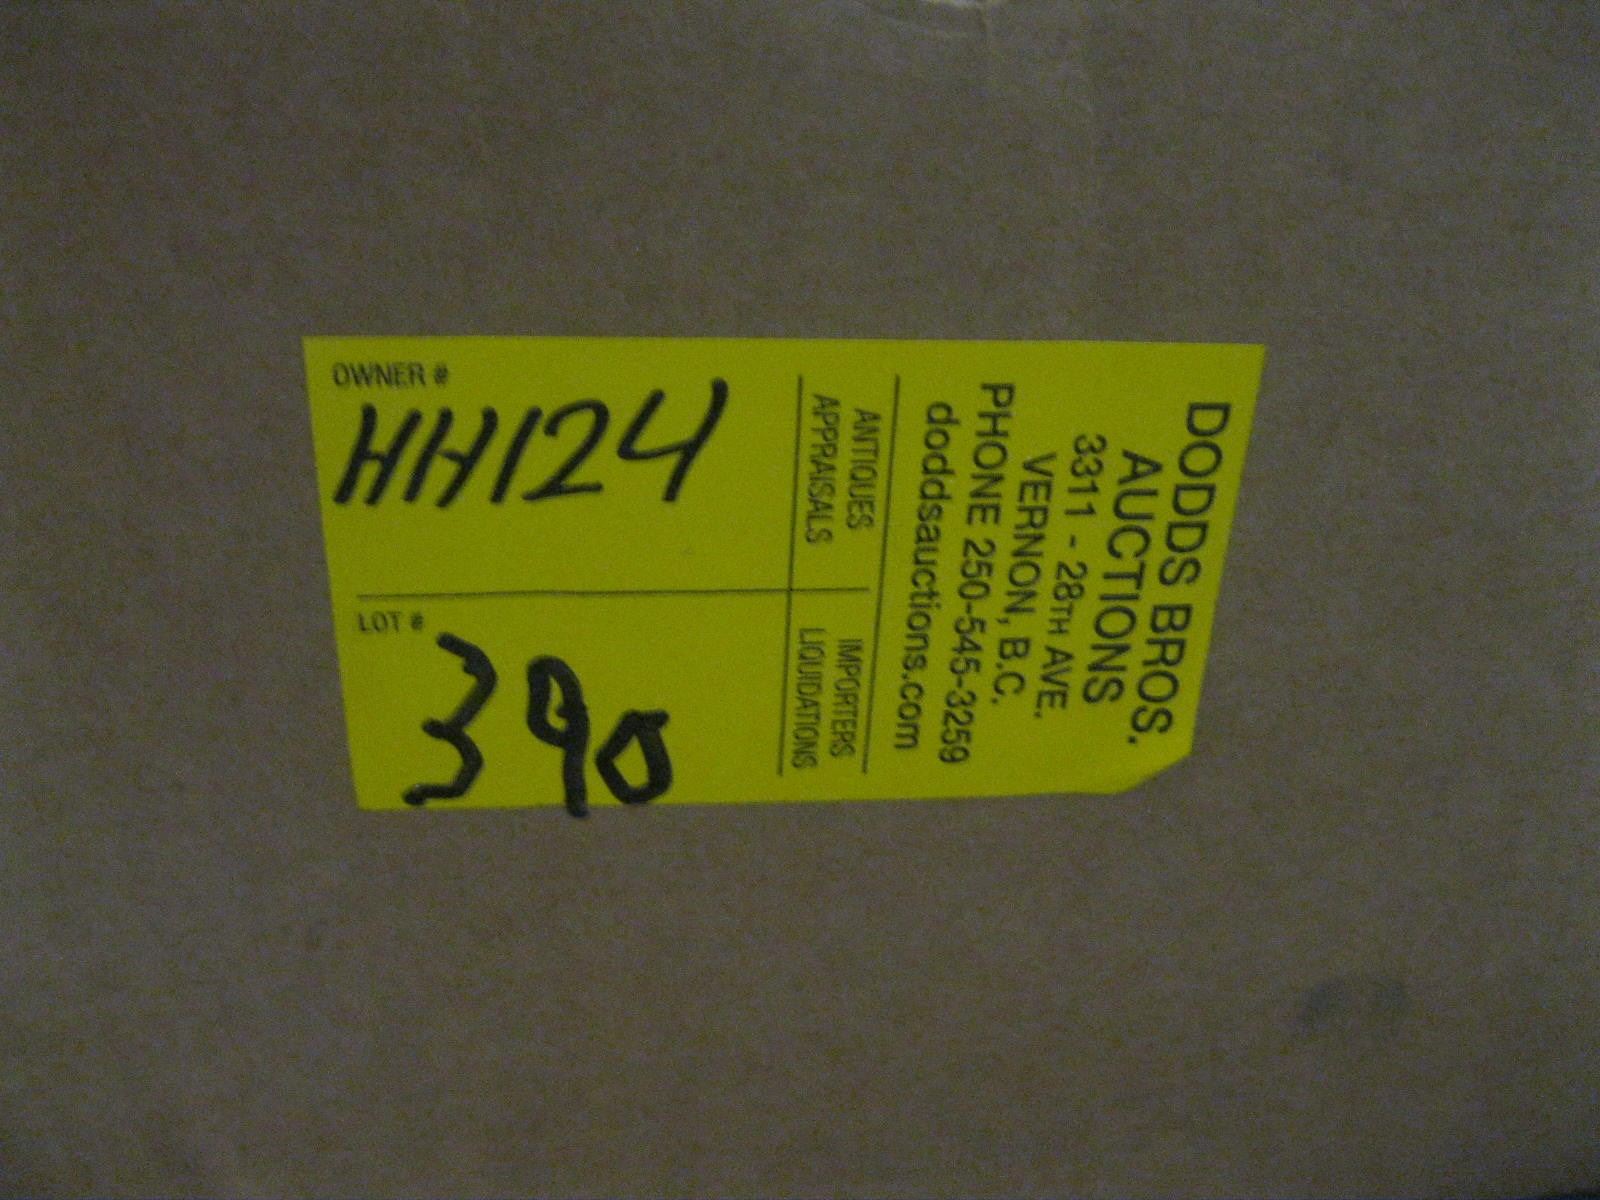 DODDS BROS.
AUCTIONS
3311 - 28TH AVE.
VERNON, B.C.
PHONE 250-545-3259
doddsauctions.com
ANTIQUES
APPRAISALS
IMPORTERS
LIQUIDATIONS
OWNER #
HH124
LOT #
390